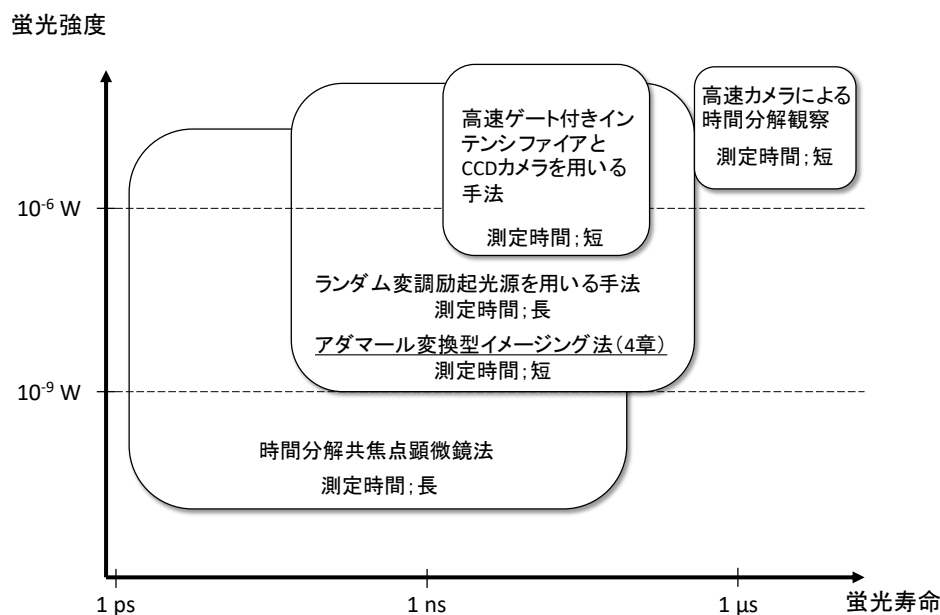 蛍光強度
高速ゲート付きイン
テンシファイアと
CCDカメラを用いる
手法
測定時間；短
高速カメラによる
時間分解観察
測定時間；短
10⁻⁶ W
ランダム変調励起光源を用いる手法
測定時間；長
アダマール変換型イメージング法（4章）
測定時間；短
10⁻⁹ W
時間分解共焦点顕微鏡法
測定時間；長
1 ps
1 ns
1 μs
蛍光寿命